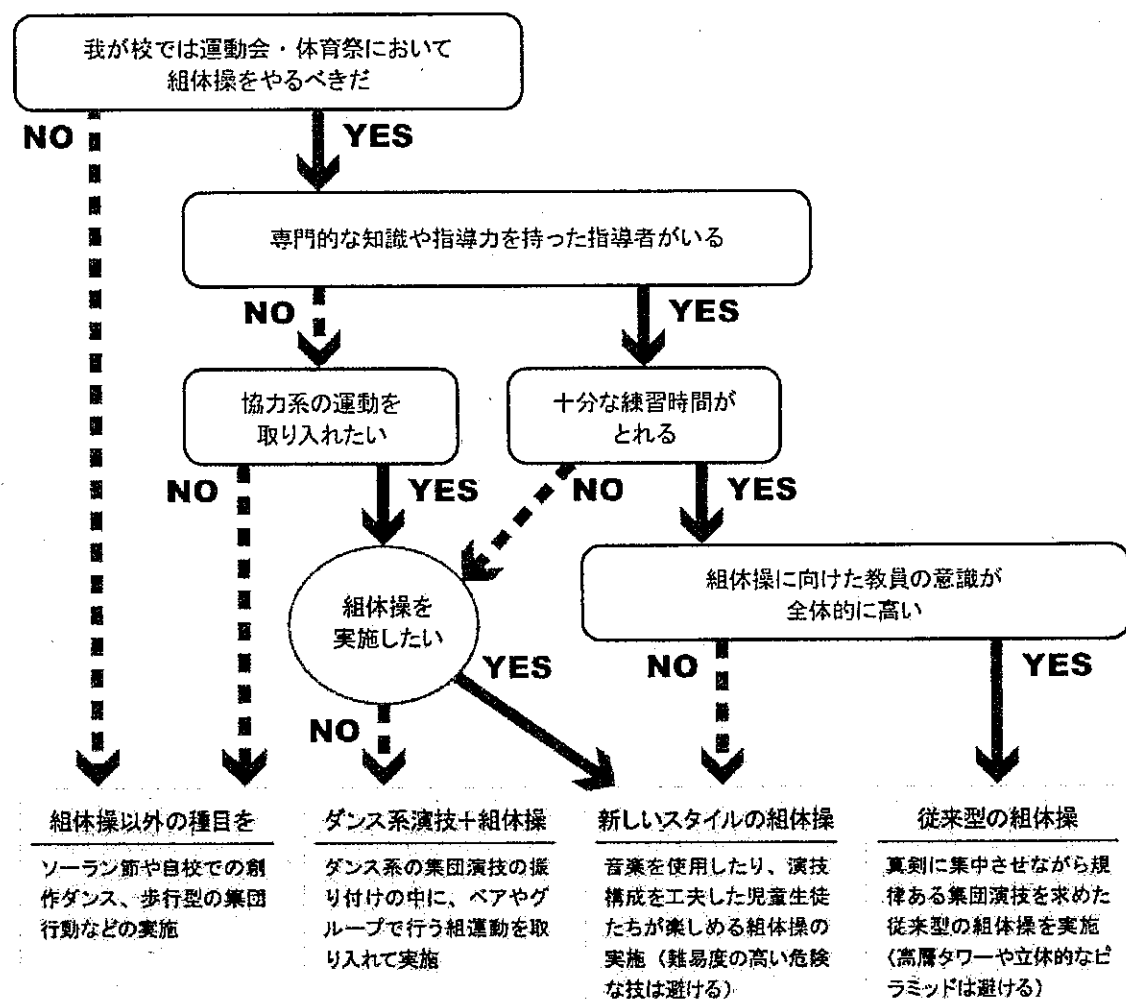 我が校では運動会・体育祭において
組体操をやるべきだ
NO
YES
専門的な知識や指導力を持った指導者がいる
NO
YES
協力系の運動を
取り入れたい
十分な練習時間が
とれる
NO
YES
NO
YES
組体操を
実施したい
組体操に向けた教員の意識が
全体的に高い
NO
YES
NO
YES
組体操以外の種目を
ソーラン節や自校での創
作ダンス、歩行型の集団
行動などの実施
ダンス系演技+組体操
ダンス系の集団演技の振
り付けの中に、ペアやグ
ループで行う組運動を取
り入れて実施
新しいスタイルの組体操
音楽を使用したり、演技
構成を工夫した児童生徒
たちが楽しめる組体操の
実施（難易度の高い危険
な技は避ける）
従来型の組体操
真剣に集中させながら規
律ある集団演技を求めた
従来型の組体操を実施
（高層タワーや立体的なピ
ラミッドは避ける）